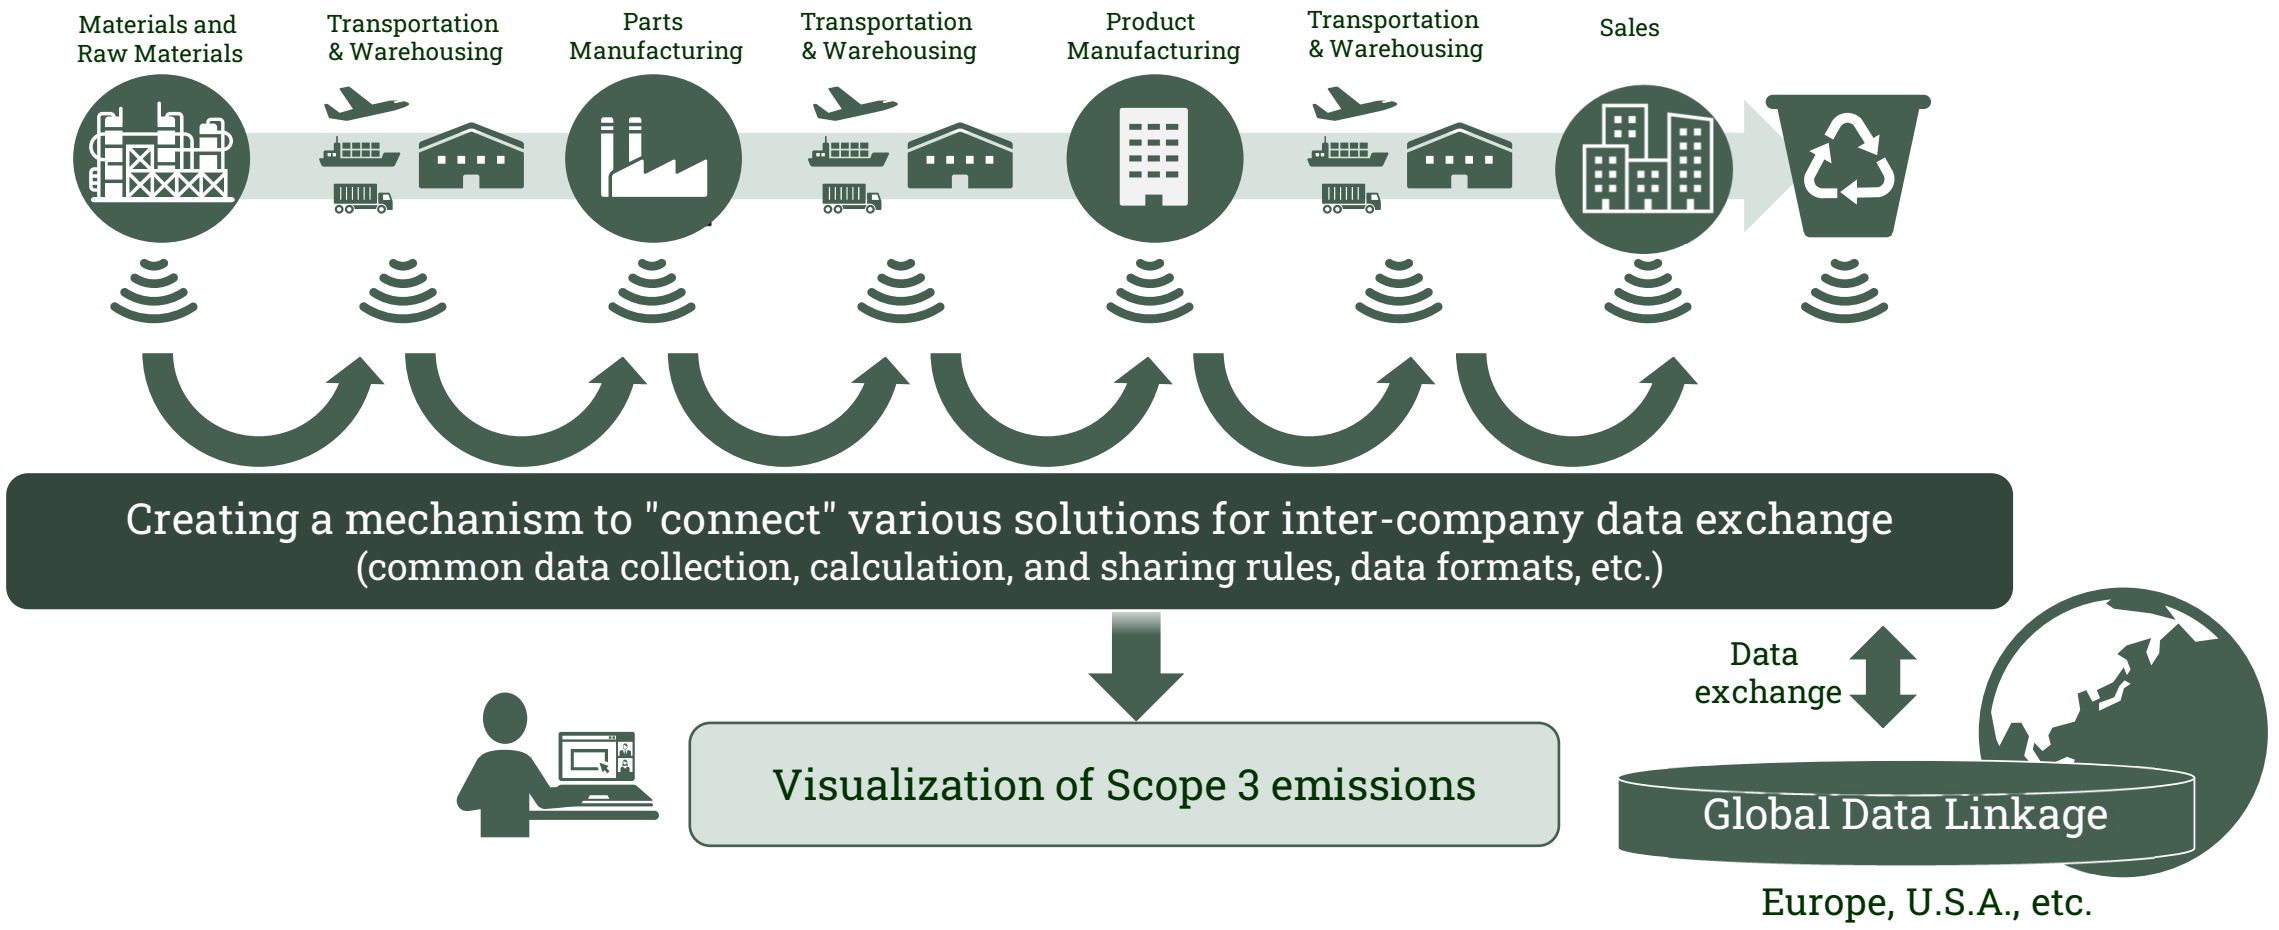 Materials and
Raw Materials
Transportation
& Warehousing
Parts
Manufacturing
Transportation
& Warehousing
Product
Manufacturing
Transportation
& Warehousing
Sales
Creating a mechanism to "connect" various solutions for inter-company data exchange
(common data collection, calculation, and sharing rules, data formats, etc.)
Data
exchange
Visualization of Scope 3 emissions
Global Data Linkage
Europe, U.S.A., etc.